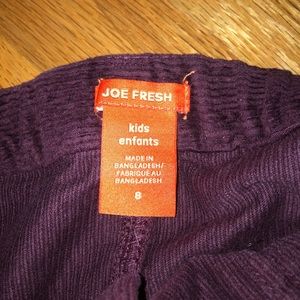 JOE FRESH
kids
enfants
MADE IN
BANGLADESH/
FABRIQUÉ AU
BANGLADESH
8